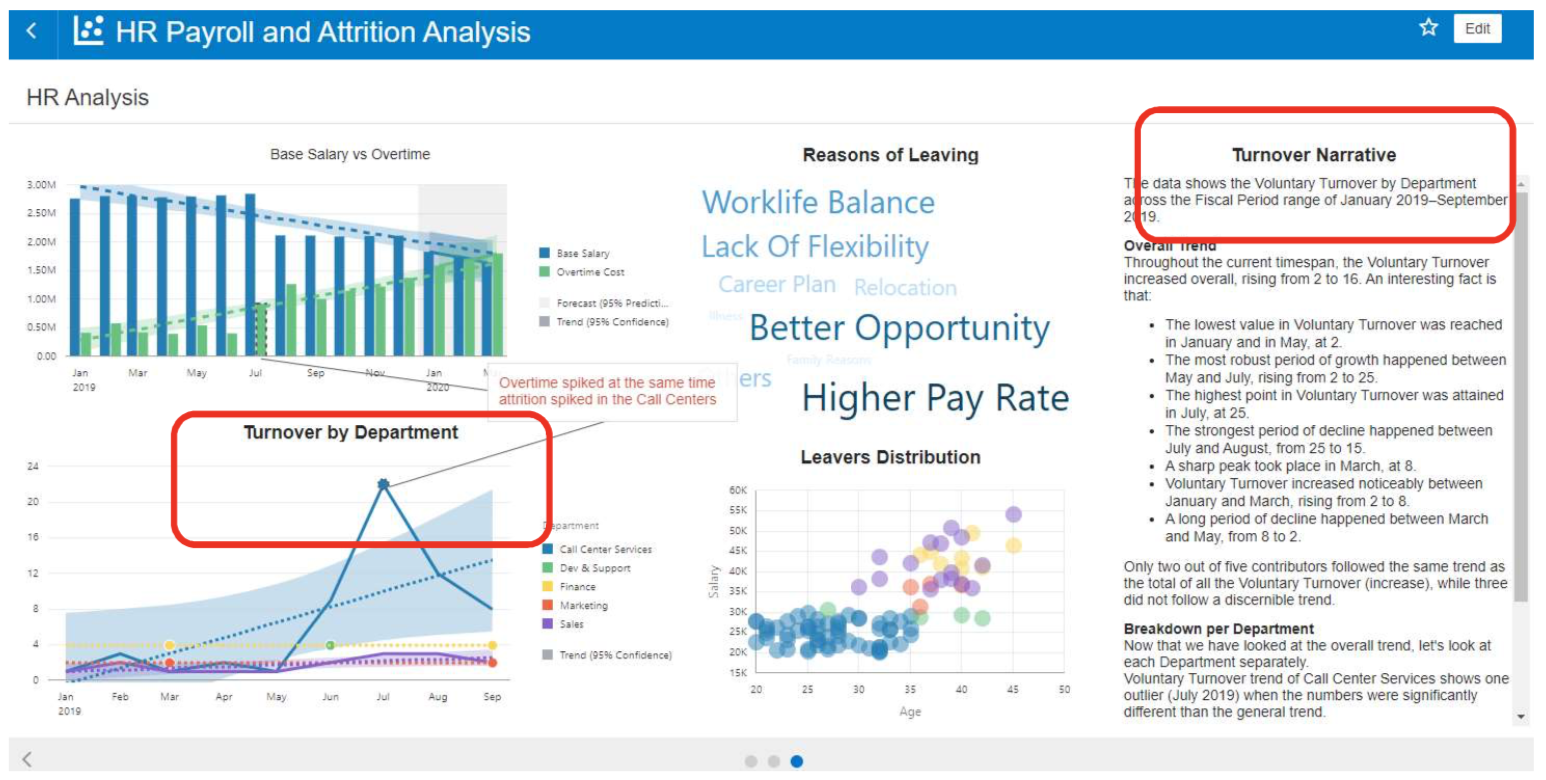 HR Payroll and Attrition Analysis
Edit
HR Analysis
Base Salary vs Overtime
3.00M
2.50M
2.00M
1.50M
1.00M
0.50M
0.00
Jan
2019
Mar
May
Jul
Sep
Nov
Jan
2020
Base Salary
Overtime Cost
Forecast (95% Predicti...
Trend (95% Confidence)
Overtime spiked at the same time
attrition spiked in the Call Centers
Turnover by Department
24
20
16
12
8
4
0
Jan
2019
Feb
Mar
Apr
May
Jun
Jul
Aug
Sep
Department
Call Center Services
Dev & Support
Finance
Marketing
Sales
Trend (95% Confidence)
Reasons of Leaving
Worklife Balance
Lack Of Flexibility
Career Plan
Relocation
Illness
Better Opportunity
Family Reasons
Higher Pay Rate
Leavers Distribution
60K
55K
50K
45K
40K
35K
30K
25K
20K
15K
Salary
20
25
30
35
40
45
50
Age
Turnover Narrative
The data shows the Voluntary Turnover by Department
across the Fiscal Period range of January 2019–September
2019.
Overall Trend
Throughout the current timespan, the Voluntary Turnover
increased overall, rising from 2 to 16. An interesting fact is
that:
• The lowest value in Voluntary Turnover was reached
in January and in May, at 2.
• The most robust period of growth happened between
May and July, rising from 2 to 25.
• The highest point in Voluntary Turnover was attained
in July, at 25.
• The strongest period of decline happened between
July and August, from 25 to 15.
• A sharp peak took place in March, at 8.
• Voluntary Turnover increased noticeably between
January and March, rising from 2 to 8.
• A long period of decline happened between March
and May, from 8 to 2.
Only two out of five contributors followed the same trend as
the total of all the Voluntary Turnover (increase), while three
did not follow a discernible trend.
Breakdown per Department
Now that we have looked at the overall trend, let's look at
each Department separately.
Voluntary Turnover trend of Call Center Services shows one
outlier (July 2019) when the numbers were significantly
different than the general trend.